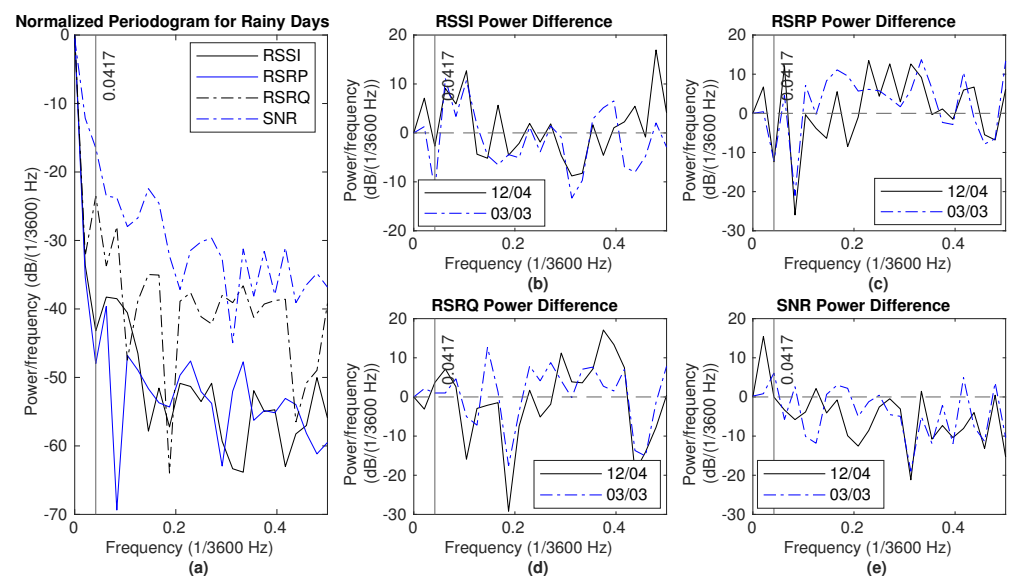 Normalized Periodogram for Rainy Days
0
-10
-20
-30
-40
-50
-60
-70
Power/frequency (dB/(1/3600) Hz)
0.0417
RSSI
RSRP
RSRQ
SNR
0
0.2
0.4
Frequency (1/3600 Hz)
(a)
RSSI Power Difference
20
10
0
-10
-20
Power/frequency
(dB/(1/3600 Hz))
0.0417
12/04
03/03
0
0.2
0.4
Frequency (1/3600 Hz)
(b)
RSRP Power Difference
20
10
0
-10
-20
-30
Power/frequency
(dB/(1/3600 Hz))
0.0417
12/04
03/03
0
0.2
0.4
Frequency (1/3600 Hz)
(c)
RSRQ Power Difference
20
10
0
-10
-20
-30
Power/frequency
(dB/(1/3600 Hz))
0.0417
12/04
03/03
0
0.2
0.4
Frequency (1/3600 Hz)
(d)
SNR Power Difference
20
10
0
-10
-20
-30
Power/frequency
(dB/(1/3600 Hz))
0.0417
12/04
03/03
0
0.2
0.4
Frequency (1/3600 Hz)
(e)